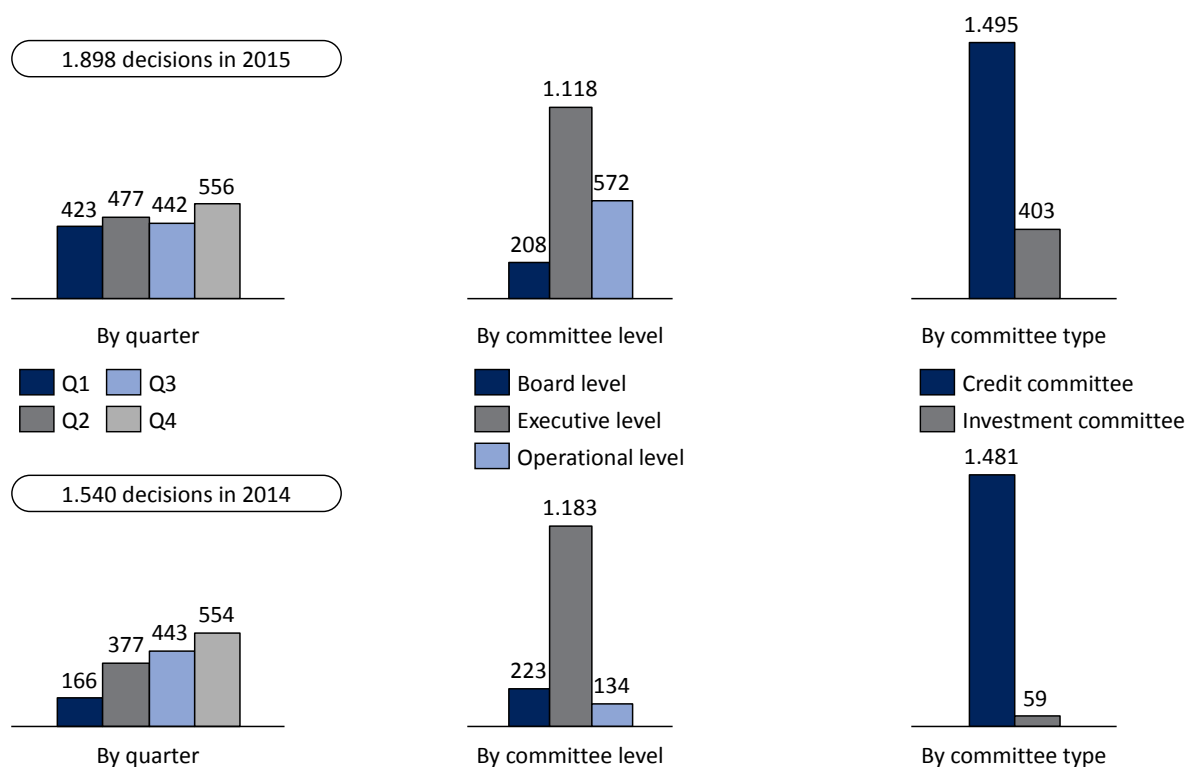 1.898 decisions in 2015
423
477
442
556
By quarter
Q1
Q3
Q2
Q4
208
1.118
572
By committee level
Board level
Executive level
Operational level
1.495
403
By committee type
Credit committee
Investment committee
1.540 decisions in 2014
166
377
443
554
By quarter
223
1.183
134
By committee level
1.481
59
By committee type